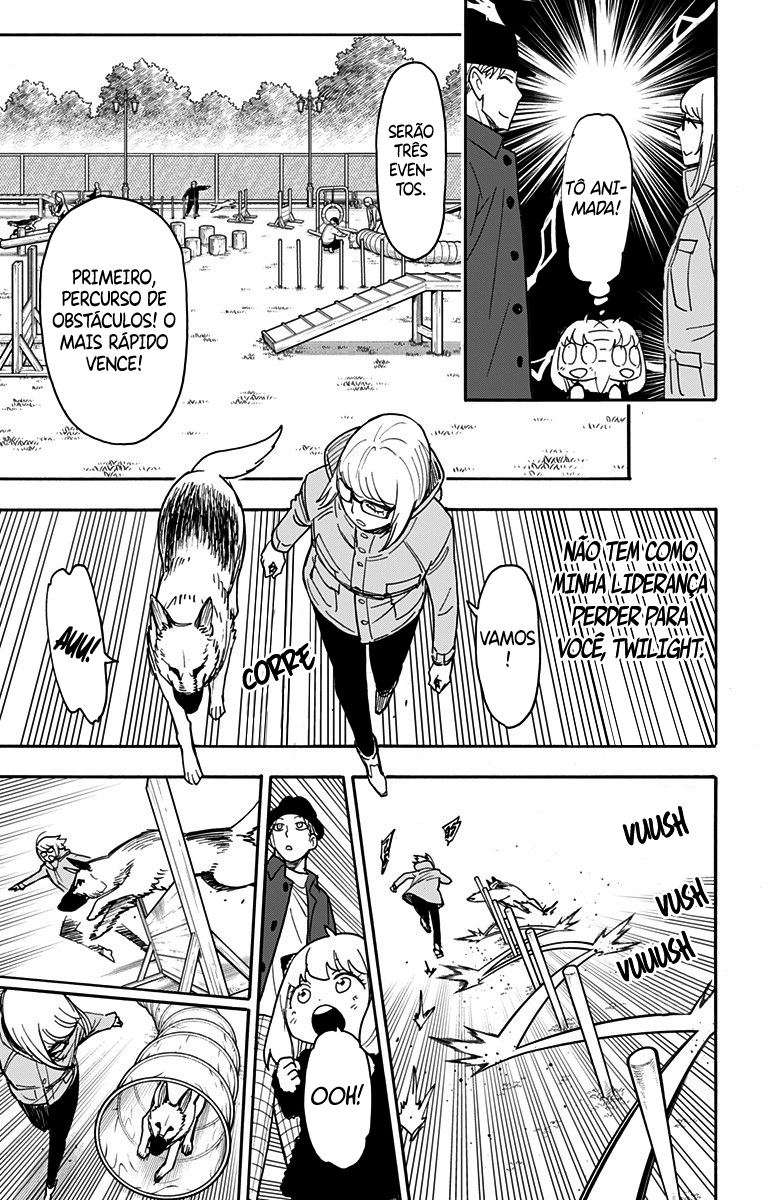 TÔ ANI-
MADA!
SERÃO
TRÊS
EVEN-
TOS.
PRIMEIRO,
PERCURSO DE
OBSTÁCULOS! O
MAIS RÁPIDO
VENCE!
NÃO TEM COMO
MINHA LIDERANÇA
PERDER PARA
VOCÊ, TWILIGHT.
VAMOS
!
CORRE
AUU!
VUUSH
VUSH
VUUUSH
OOH!